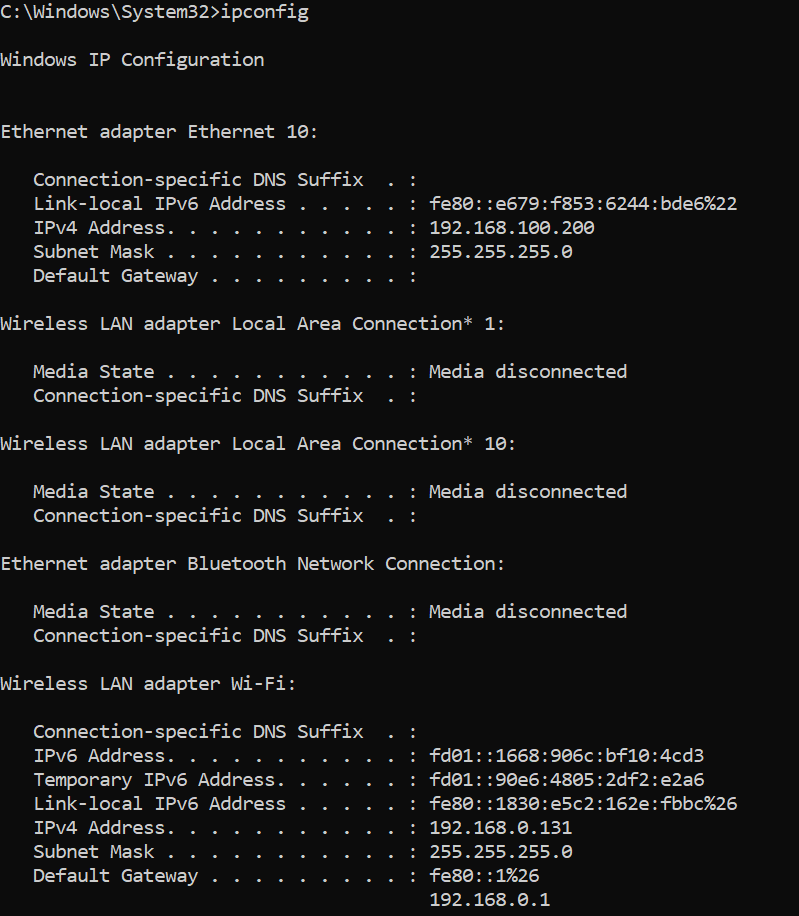 C:\Windows\System32>ipconfig
Windows IP Configuration
Ethernet adapter Ethernet 10:
Connection-specific DNS Suffix  . :
Link-local IPv6 Address . . . . . : fe80::e679:f853:6244:bde6%22
IPv4 Address. . . . . . . . . . . : 192.168.100.200
Subnet Mask . . . . . . . . . . . : 255.255.255.0
Default Gateway . . . . . . . . . :
Wireless LAN adapter Local Area Connection* 1:
Media State . . . . . . . . . . . : Media disconnected
Connection-specific DNS Suffix  . :
Wireless LAN adapter Local Area Connection* 10:
Media State . . . . . . . . . . . : Media disconnected
Connection-specific DNS Suffix  . :
Ethernet adapter Bluetooth Network Connection:
Media State . . . . . . . . . . . : Media disconnected
Connection-specific DNS Suffix  . :
Wireless LAN adapter Wi-Fi:
Connection-specific DNS Suffix  . :
IPv6 Address. . . . . . . . . . . : fd01::1668:906c:bf10:4cd3
Temporary IPv6 Address. . . . . . : fd01::90e6:4805:2df2:e2a6
Link-local IPv6 Address . . . . . : fe80::1830:e5c2:162e:fbbc%26
IPv4 Address. . . . . . . . . . . : 192.168.0.131
Subnet Mask . . . . . . . . . . . : 255.255.255.0
Default Gateway . . . . . . . . . : fe80::1%26
192.168.0.1